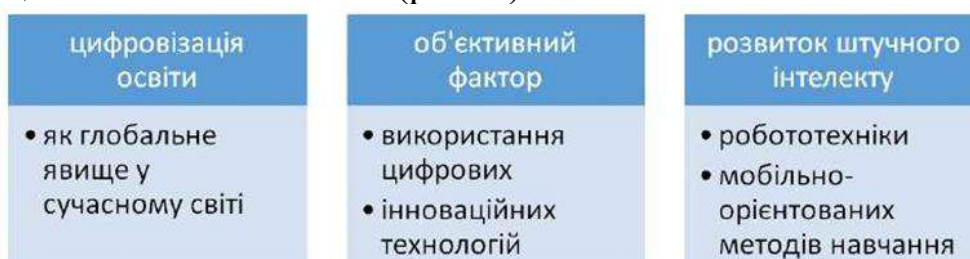 цифровізація
освіти
• як глобальне
явище у
сучасному світі
об'єктивний
фактор
• використання
цифрових
• інноваційних
технологій
розвиток штучного
інтелекту
• робототехніки
• мобільно-
орієнтованих
методів навчання